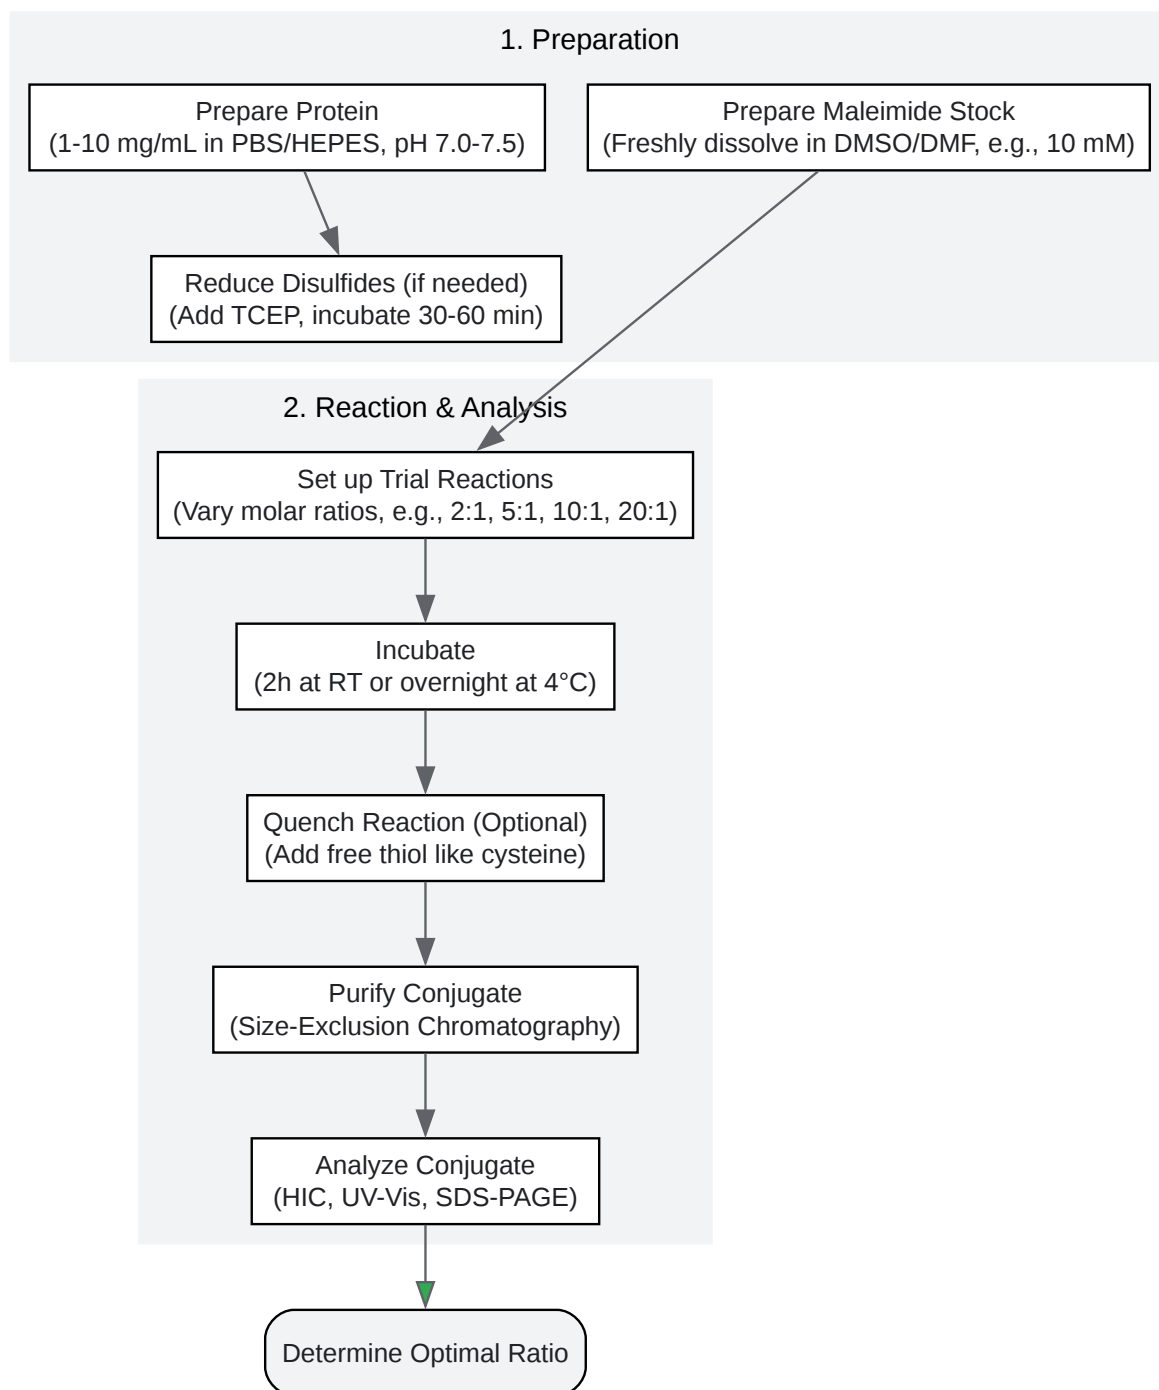 1. Preparation
Prepare Protein
(1-10 mg/mL in PBS/HEPES, pH 7.0-7.5)
Prepare Maleimide Stock
(Freshly dissolve in DMSO/DMF, e.g., 10 mM)
Reduce Disulfides (if needed)
(Add TCEP, incubate 30-60 min)
2. Reaction & Analysis
Set up Trial Reactions
(Vary molar ratios, e.g., 2:1, 5:1, 10:1, 20:1)
Incubate
(2h at RT or overnight at 4°C)
Quench Reaction (Optional)
(Add free thiol like cysteine)
Purify Conjugate
(Size-Exclusion Chromatography)
Analyze Conjugate
(HIC, UV-Vis, SDS-PAGE)
Determine Optimal Ratio